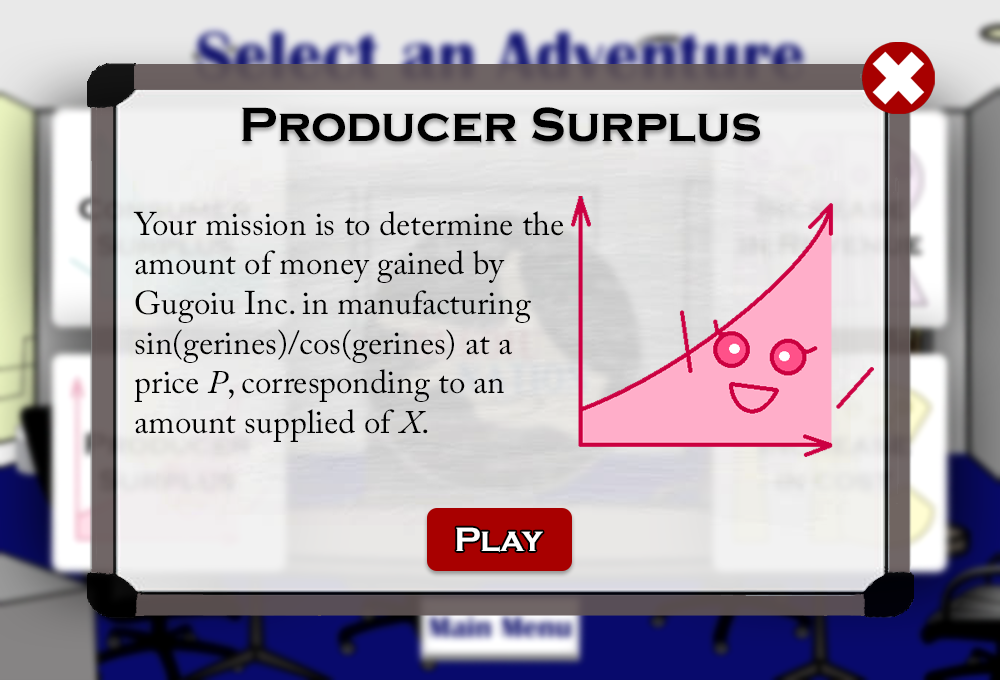 Select an Adventure
Producer Surplus
Your mission is to determine the
amount of money gained by
Gugoiu Inc. in manufacturing
sin(gerines)/cos(gerines) at a
price P, corresponding to an
amount supplied of X.
Play
Main Menu